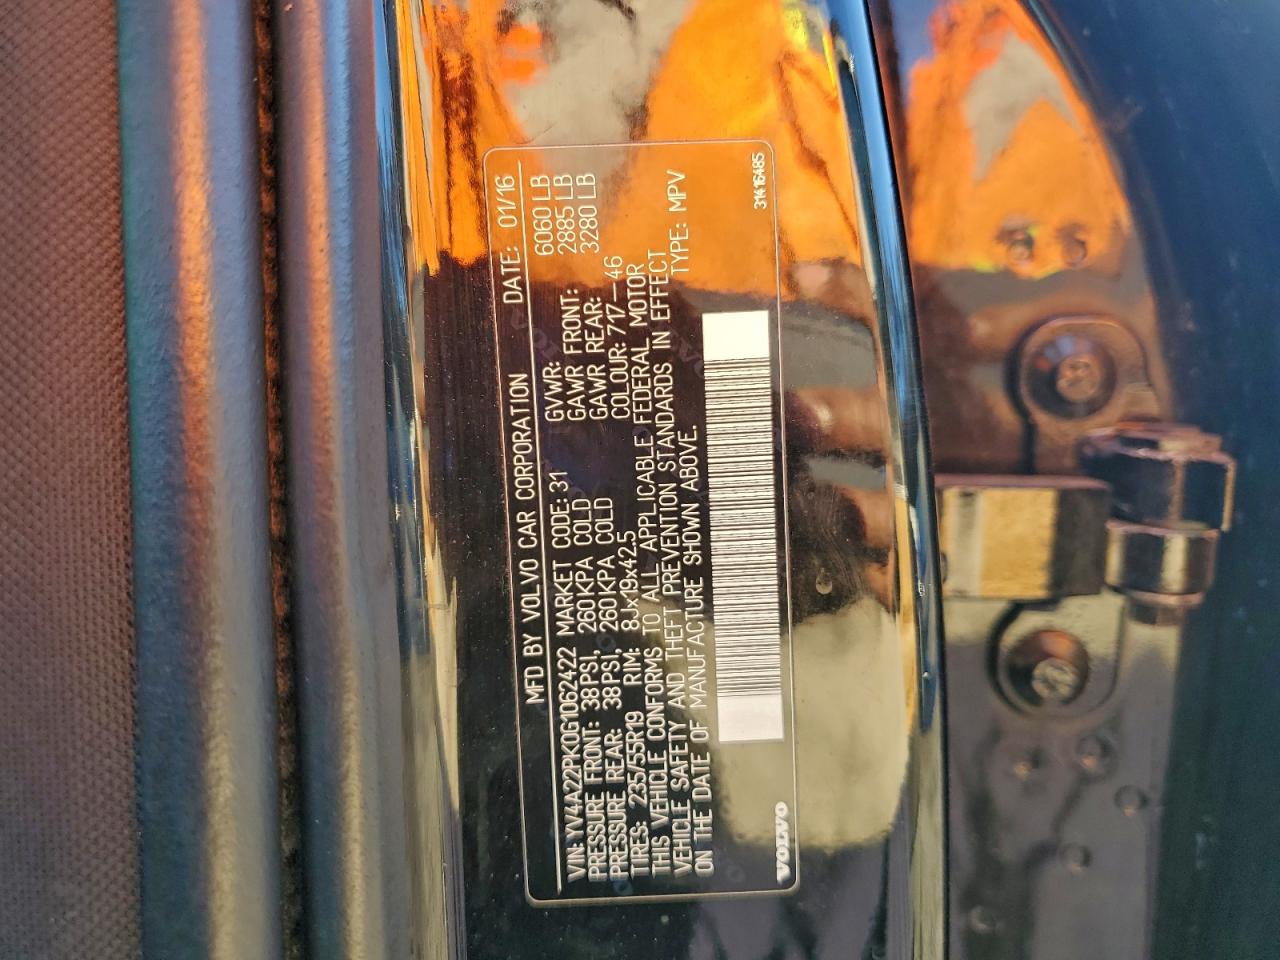 MFD BY VOLVO CAR CORPORATION DATE: 01/16
VIN: YV4A22PK0G1062422 MARKET CODE: 31 GVWR: 6060 LB
PRESSURE FRONT: 38PSI, 260KPA COLD GAWR FRONT: 2885 LB
PRESSURE REAR: 38PSI, 260KPA COLD GAWR REAR: 3280 LB
TIRES: 235/55R19 RIM: 8Jx19x42.5 COLOUR: 717-46
THIS VEHICLE CONFORMS TO ALL APPLICABLE FEDERAL MOTOR
VEHICLE SAFETY AND THEFT PREVENTION STANDARDS IN EFFECT
ON THE DATE OF MANUFACTURE SHOWN ABOVE. TYPE: MPV
VOLVO 31416485